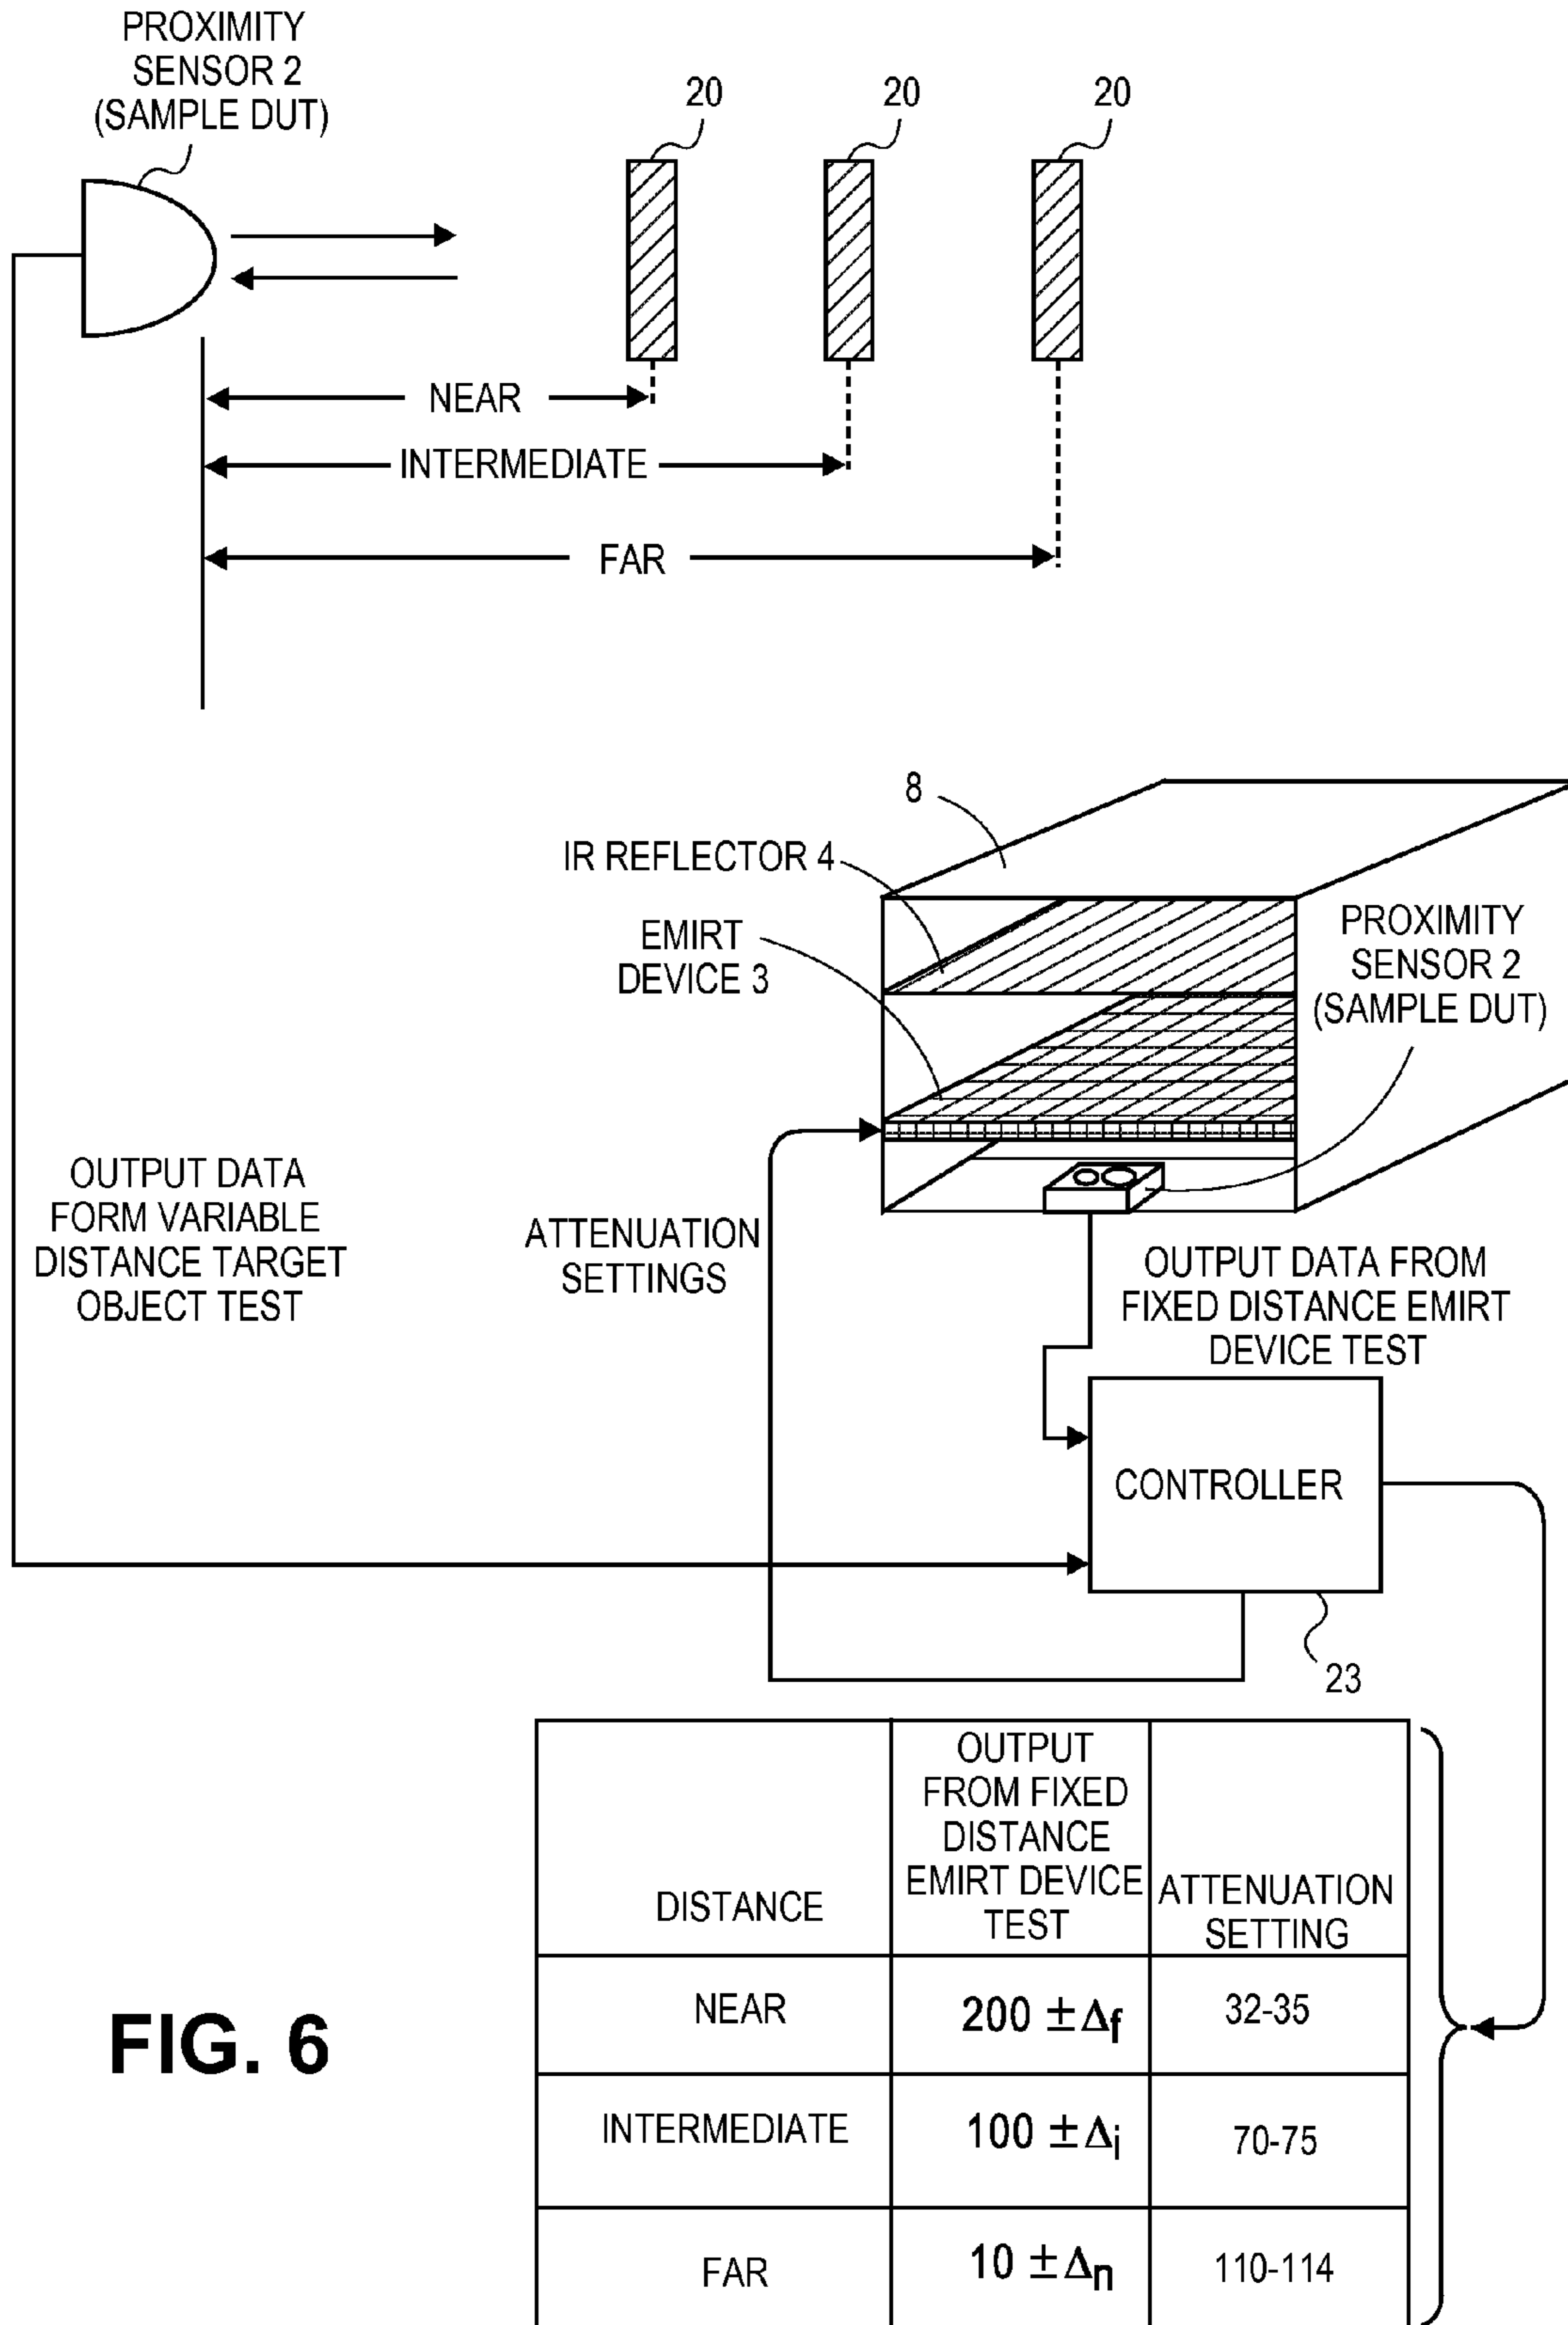 PROXIMITY
SENSOR 2
(SAMPLE DUT)
20
20
20
NEAR
INTERMEDIATE
FAR
8
IR REFLECTOR 4
EMIRT
DEVICE 3
PROXIMITY
SENSOR 2
(SAMPLE DUT)
OUTPUT DATA
FORM VARIABLE
DISTANCE TARGET
OBJECT TEST
ATTENUATION
SETTINGS
OUTPUT DATA FROM
FIXED DISTANCE EMIRT
DEVICE TEST
CONTROLLER
23
DISTANCE
OUTPUT
FROM FIXED
DISTANCE
EMIRT DEVICE
TEST
ATTENUATION
SETTING
NEAR
200 ±Δf
32-35
INTERMEDIATE
100 ±Δi
70-75
FAR
10 ±Δn
110-114
FIG. 6